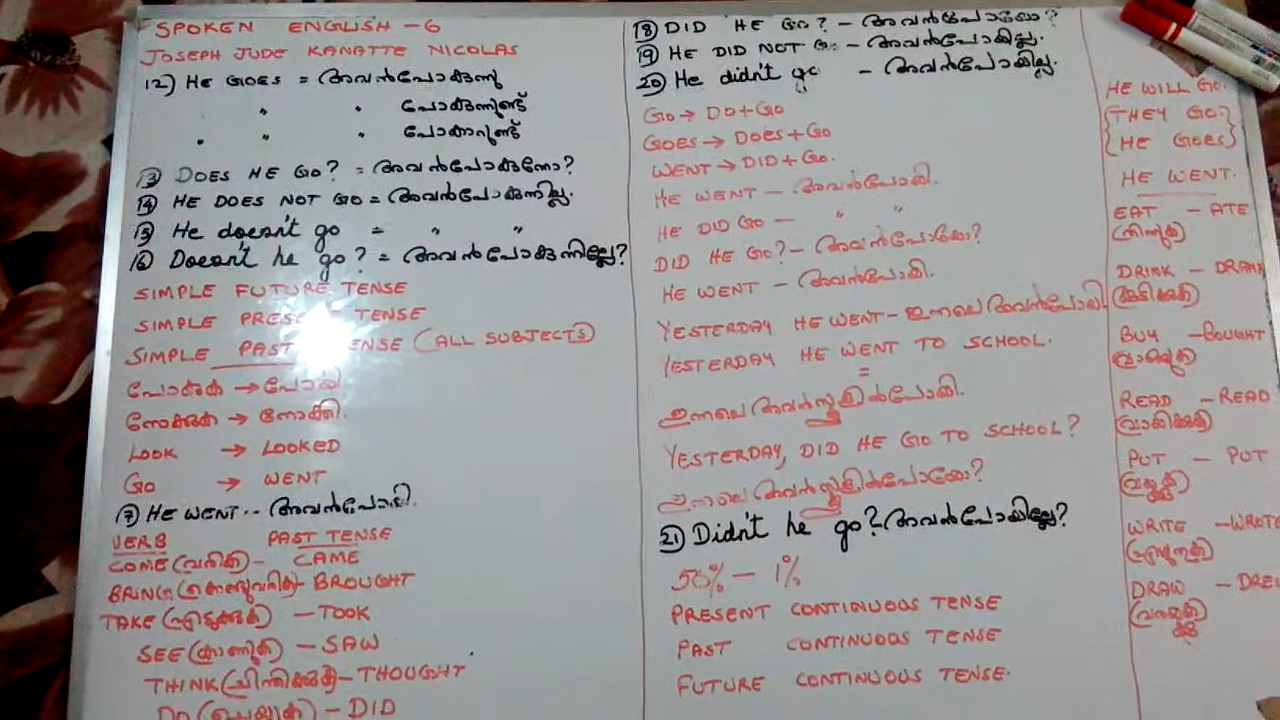 SPOKEN ENGLISH - 6
JOSEPH JUDE KANATTE NICOLAS
12) HE GOES = അവൻപോകുന്നു
" " പോകുന്നുണ്ട്
" " " പോകാറുണ്ട്
13) DOES HE GO? = അവൻപോകുന്നോ?
14) HE DOES NOT GO = അവൻപോകുന്നില്ല.
15) He doesn't go = " "
16) Doesn't he go? = അവൻപോകുന്നില്ലേ?
SIMPLE FUTURE TENSE
SIMPLE TENSE
SIMPLE PAST (ALL SUBJECTS)
പോകുക → പോയി
നോക്കുക → നോക്കി.
LOOK → LOOKED
GO → WENT
17) HE WENT -- അവൻപോയി.
VERB PAST TENSE
COME (വരിക) - CAME
BRING (കൊണ്ടുവരിക) - BROUGHT
TAKE (എടുക്കുക) - TOOK
SEE (കാണുക) - SAW
THINK (ചിന്തിക്കുക) - THOUGHT
DO (ചെയ്യുക) - DID
18) DID HE GO? - അവൻപോയോ?
19) HE DID NOT - അവൻപോയില്ല.
20) He didn't go - അവൻപോയില്ല.
GO → DO+GO
GOES → DOES+GO
WENT → DID+GO.
HE WENT - അവൻപോയി.
HE DID GO - " "
DID HE GO? - അവൻപോയോ?
HE WENT - അവൻപോയി.
YESTERDAY HE WENT - ഇന്നലെ അവൻപോയി
YESTERDAY HE WENT TO SCHOOL.
=
ഇന്നലെ അവൻസ്കൂളിൽപോയി.
YESTERDAY, DID HE GO TO SCHOOL?
ഇന്നലെ അവൻസ്കൂളിൽപോയോ?
21) Didn't he go? - അവൻപോയില്ലേ?
50% - 1%
PRESENT CONTINUOUS TENSE
PAST CONTINUOUS TENSE
FUTURE CONTINUOUS TENSE.
HE WILL GO.
{THEY GO.}
{HE GOES}
HE WENT.
EAT - ATE
(തിന്നുക)
DRINK - DRANK
(കുടിക്കുക)
BUY - BOUGHT
(വാങ്ങുക)
READ - READ
(വായിക്കുക)
PUT - PUT
(വയ്ക്കുക)
WRITE - WROTE
(എഴുതുക)
DRAW -
(വരയ്ക്കുക)